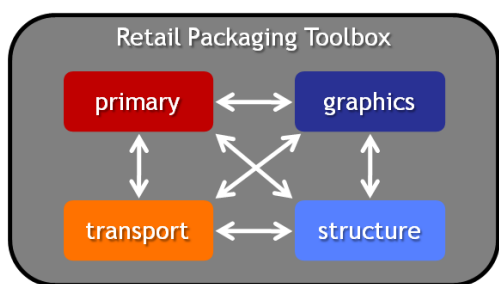 Retail Packaging Toolbox
primary
graphics
transport
structure